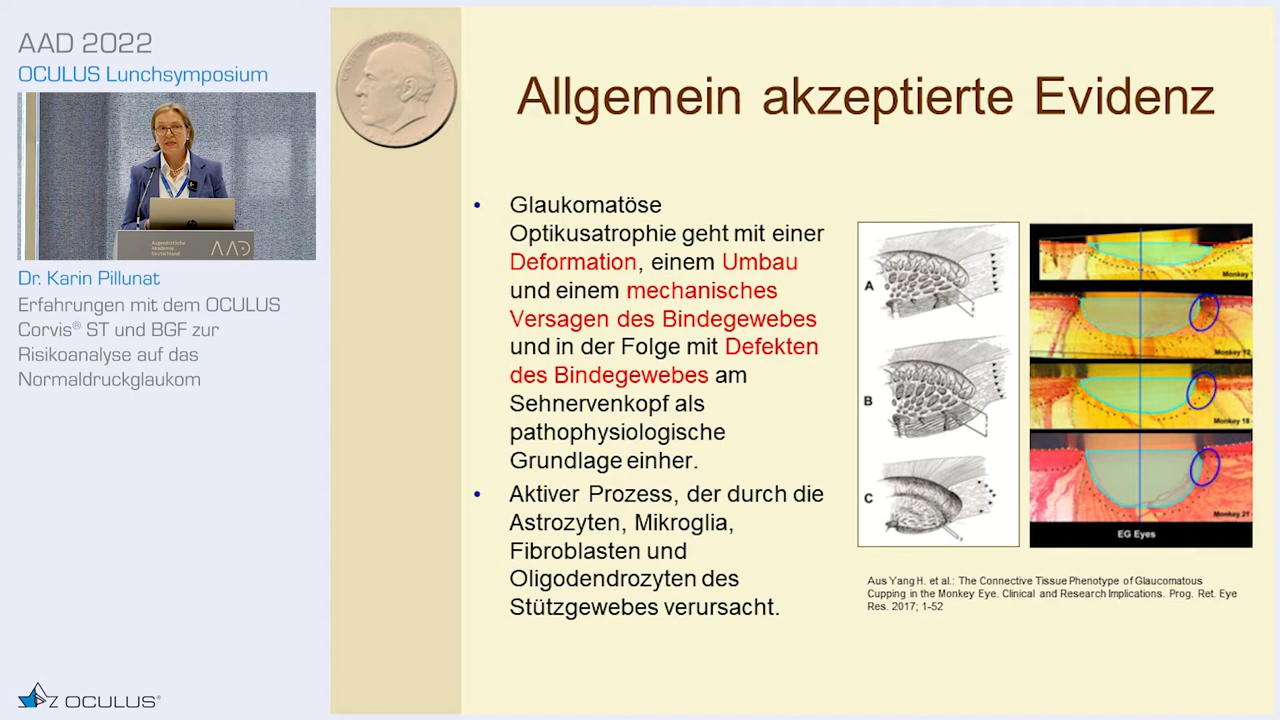 AAD 2022
OCULUS Lunchsymposium
Augenärztliche
Akademie
Deutschland
AAD
Dr. Karin Pillunat
Erfahrungen mit dem OCULUS
Corvis® ST und BGF zur
Risikoanalyse auf das
Normaldruckglaukom
OCULUS®
Allgemein akzeptierte Evidenz
• Glaukomatöse
Optikusatrophie geht mit einer
Deformation, einem Umbau
und einem mechanisches
Versagen des Bindegewebes
und in der Folge mit Defekten
des Bindegewebes am
Sehnervenkopf als
pathophysiologische
Grundlage einher.
• Aktiver Prozess, der durch die
Astrozyten, Mikroglia,
Fibroblasten und
Oligodendrozyten des
Stützgewebes verursacht.
A
B
C
Monkey
Monkey 12
Monkey 18
Monkey 21
EG Eyes
Aus Yang H. et al.: The Connective Tissue Phenotype of Glaucomatous
Cupping in the Monkey Eye. Clinical and Research Implications. Prog. Ret. Eye
Res. 2017; 1-52